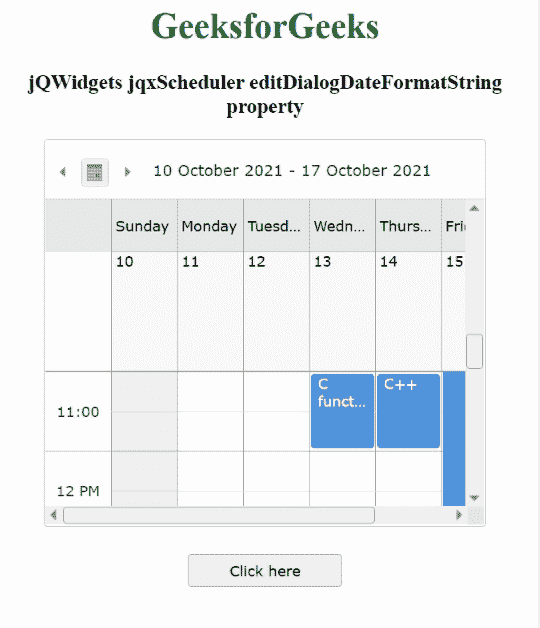 GeeksforGeeks
jQWidgets jqxScheduler editDialogDateFormatString
property
10 October 2021 - 17 October 2021
Sunday Monday Tuesd... Wedn... Thurs... Fri
10 11 12 13 14 15
C C++
funct...
11:00
12 PM
Click here